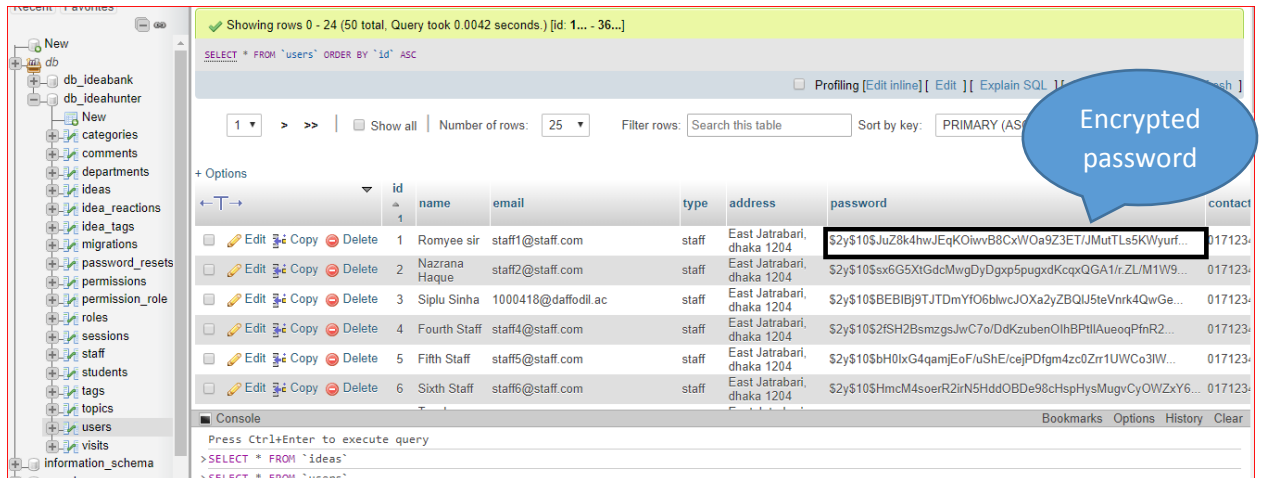 Recent Favorites
New
db
db_ideabank
db_ideahunter
New
categories
comments
departments
ideas
idea_reactions
idea_tags
migrations
password_resets
permissions
permission_role
roles
sessions
staff
students
tags
topics
users
visits
information_schema
Showing rows 0 - 24 (50 total, Query took 0.0042 seconds.) [id: 1... - 36...]
SELECT * FROM `users` ORDER BY `id` ASC
Profiling [Edit inline] [ Edit ] [ Explain SQL ] [ ]
1 > >> Show all Number of rows: 25 Filter rows: Search this table Sort by key: PRIMARY (ASC
Encrypted
password
+ Options
←T→ id 1 name email type address password contact
Edit Copy Delete 1 Romyee sir staff1@staff.com staff East Jatrabari, dhaka 1204 $2y$10$JuZ8k4hwJEqKOiwvB8CxWOa9Z3ET/JMutTLs5KWyurf... 017123
Edit Copy Delete 2 Nazrana Haque staff2@staff.com staff East Jatrabari, dhaka 1204 $2y$10$sx6G5XtGdcMwgDyDgxp5pugxdKcqxQGA1/r.ZL/M1W9... 017123
Edit Copy Delete 3 Siplu Sinha 1000418@daffodil.ac staff East Jatrabari, dhaka 1204 $2y$10$BEBIBj9TJTDmYfO6blwcJOXa2yZBQIJ5teVnrk4QwGe... 017123
Edit Copy Delete 4 Fourth Staff staff4@staff.com staff East Jatrabari, dhaka 1204 $2y$10$2fSH2BsmzgsJwC7o/DdKzubenOIhBPtIlAueoqPfnR2... 017123
Edit Copy Delete 5 Fifth Staff staff5@staff.com staff East Jatrabari, dhaka 1204 $2y$10$bH0IxG4qamjEoF/uShE/cejPDfgm4zc0Zrr1UWCo3lW... 017123
Edit Copy Delete 6 Sixth Staff staff6@staff.com staff East Jatrabari, dhaka 1204 $2y$10$HmcM4soerR2irN5HddOBDe98cHspHysMugvCyOWZxY6... 017123
Console Bookmarks Options History Clear
Press Ctrl+Enter to execute query
>SELECT * FROM `ideas`
>SELECT * FROM `users`